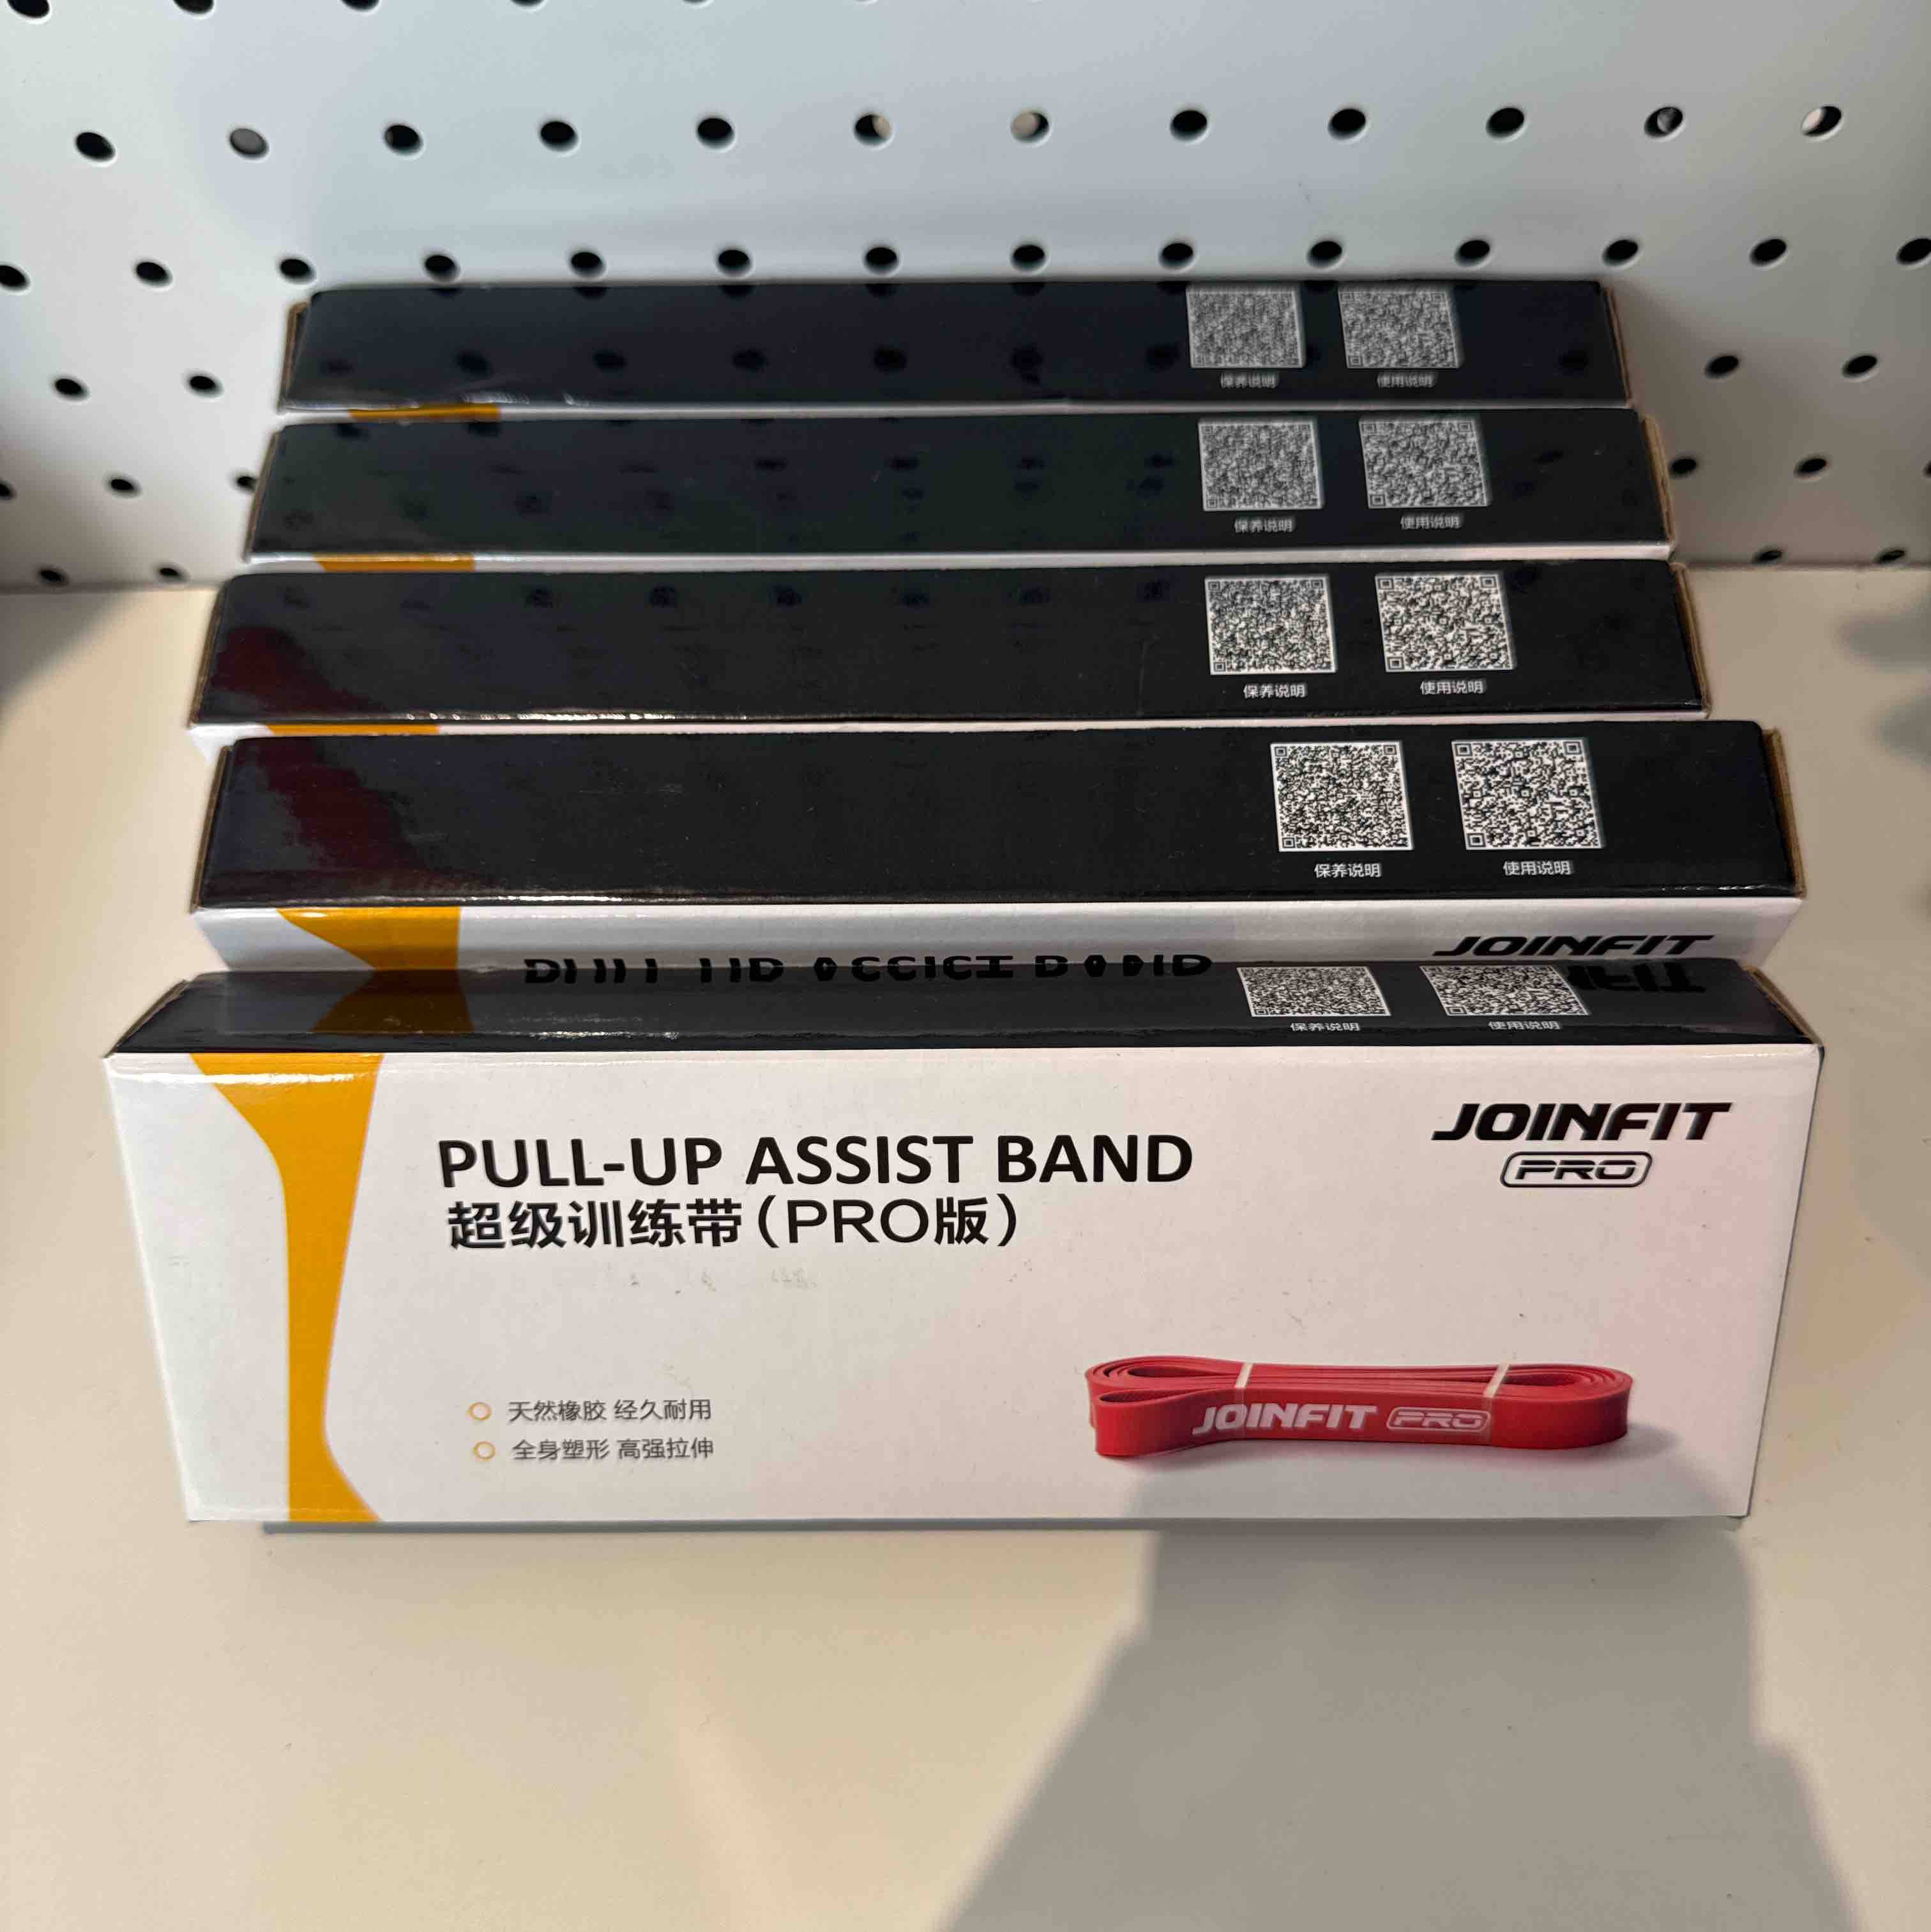 保养说明 使用说明
保养说明 使用说明
保养说明 使用说明
保养说明 使用说明
JOINFIT
保养说明 使用说明
JOINFIT
PRO
PULL-UP ASSIST BAND
超级训练带(PRO版)
天然橡胶 经久耐用
全身塑形 高强拉伸
JOINFIT PRO